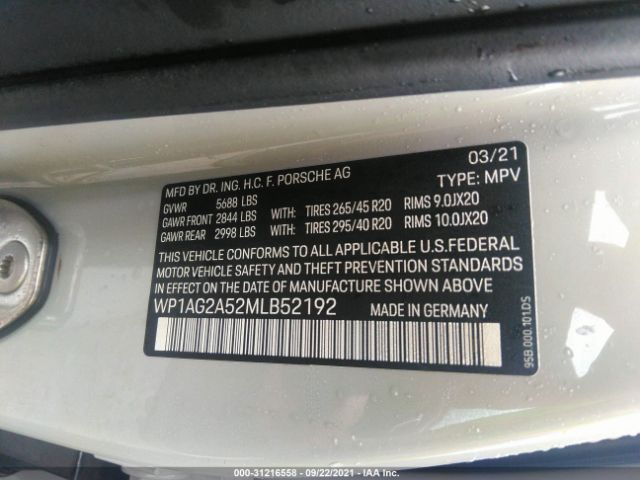 MFD BY DR. ING. H.C. F. PORSCHE AG 03/21
GVWR 5688 LBS TYPE: MPV
GAWR FRONT 2844 LBS WITH: TIRES 265/45 R20 RIMS 9.0JX20
GAWR REAR 2998 LBS WITH: TIRES 295/40 R20 RIMS 10.0JX20
THIS VEHICLE CONFORMS TO ALL APPLICABLE U.S.FEDERAL
MOTOR VEHICLE SAFETY AND THEFT PREVENTION STANDARDS
IN EFFECT ON THE DATE OF MANUFACTURE SHOWN ABOVE
WP1AG2A52MLB52192 MADE IN GERMANY
95B.000.101.DS
000-31216558 - 09/22/2021 - IAA Inc.